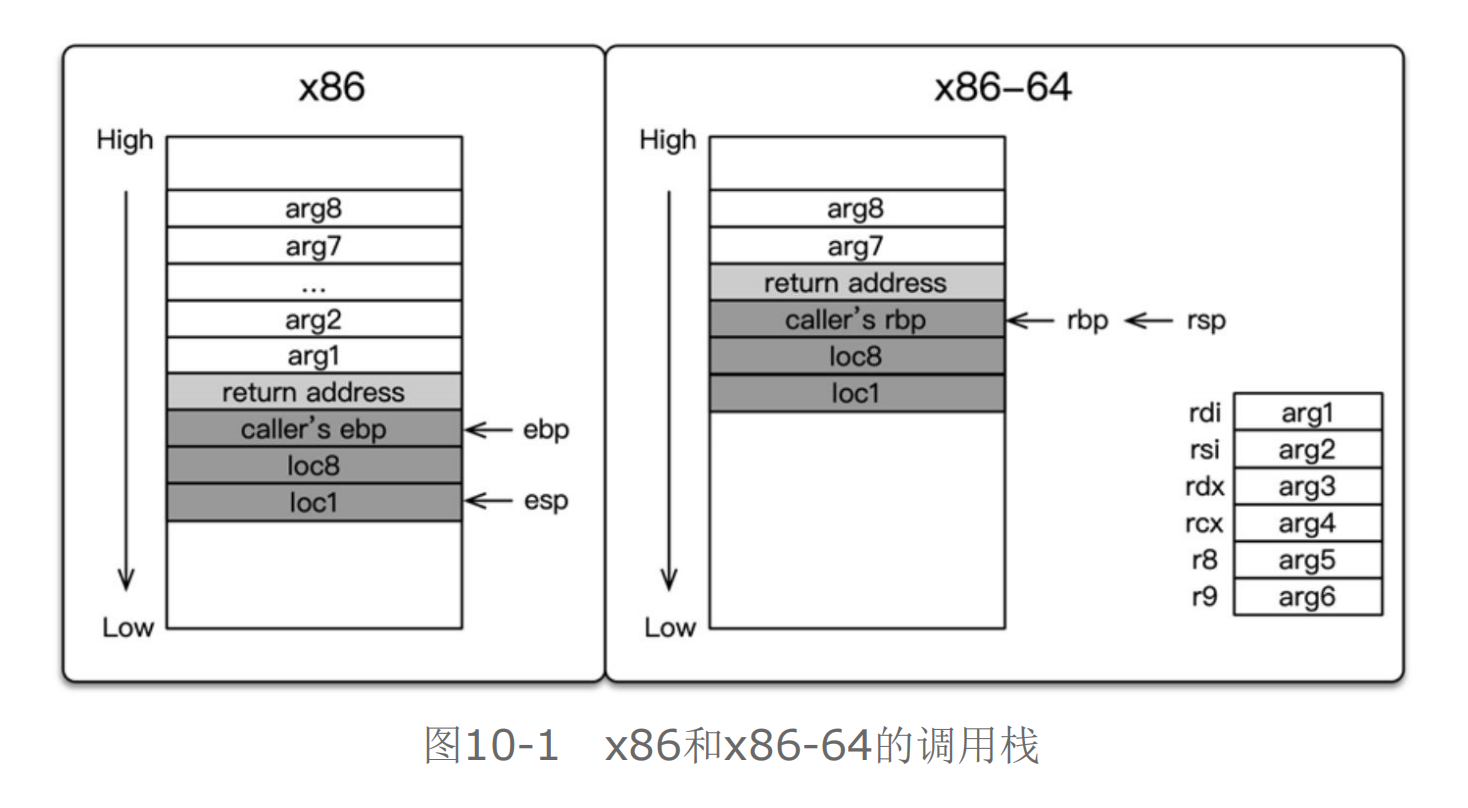 x86
High
arg8
arg7
...
arg2
arg1
return address
caller's ebp
ebp
loc8
loc1
esp
Low
x86-64
High
arg8
arg7
return address
caller's rbp
rbp
rsp
loc8
loc1
Low
rdi arg1
rsi arg2
rdx arg3
rcx arg4
r8 arg5
r9 arg6
图10-1 x86和x86-64的调用栈